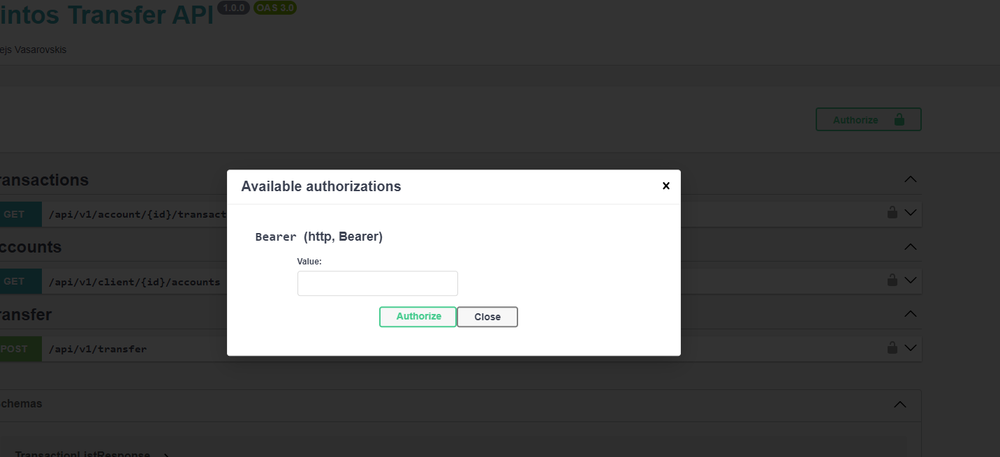 intos Transfer API 1.0.0 OAS 3.0
ejs Vasarovskis
Authorize
ransactions
GET /api/v1/account/{id}/transact
ccounts
GET /api/v1/client/{id}/accounts
ransfer
POST /api/v1/transfer
chemas
TransactionListResponse
Available authorizations
Bearer (http, Bearer)
Value:
Authorize Close